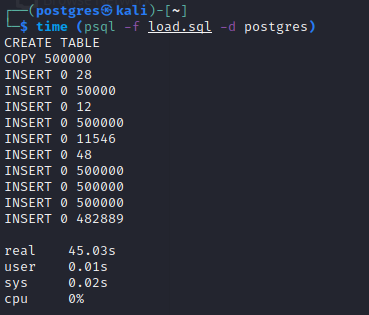 ┌──(postgres㉿kali)-[~]
└─$ time (psql -f load.sql -d postgres)
CREATE TABLE
COPY 500000
INSERT 0 28
INSERT 0 50000
INSERT 0 12
INSERT 0 500000
INSERT 0 11546
INSERT 0 48
INSERT 0 500000
INSERT 0 500000
INSERT 0 500000
INSERT 0 482889
real 45.03s
user 0.01s
sys 0.02s
cpu 0%